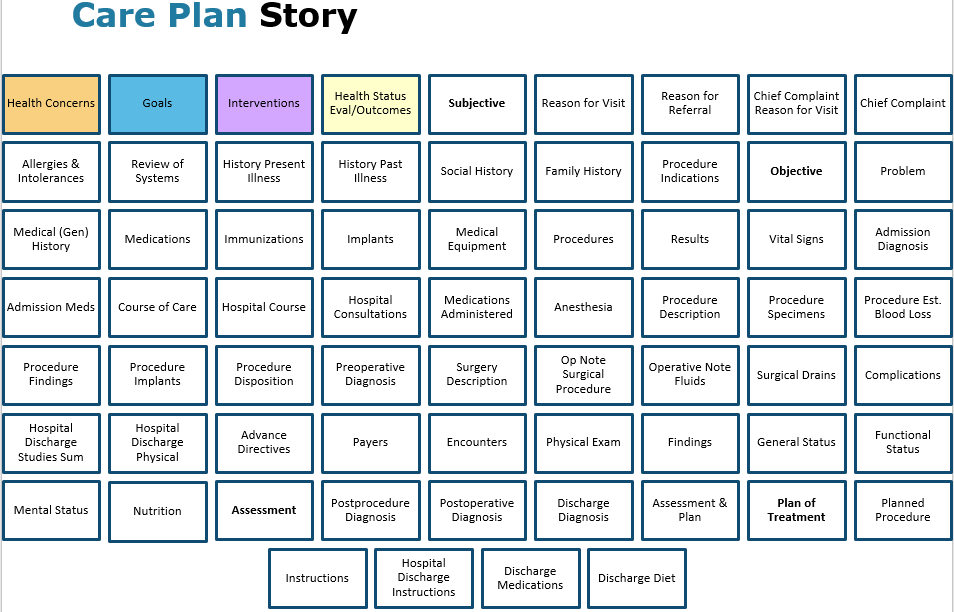 Care Plan Story
Health Concerns
Goals
Interventions
Health Status
Eval/Outcomes
Subjective
Reason for Visit
Reason for
Referral
Chief Complaint
Reason for Visit
Chief Complaint
Allergies &
Intolerances
Review of
Systems
History Present
Illness
History Past
Illness
Social History
Family History
Procedure
Indications
Objective
Problem
Medical (Gen)
History
Medications
Immunizations
Implants
Medical
Equipment
Procedures
Results
Vital Signs
Admission
Diagnosis
Admission Meds
Course of Care
Hospital Course
Hospital
Consultations
Medications
Administered
Anesthesia
Procedure
Description
Procedure
Specimens
Procedure Est.
Blood Loss
Procedure
Findings
Procedure
Implants
Procedure
Disposition
Preoperative
Diagnosis
Surgery
Description
Op Note
Surgical
Procedure
Operative Note
Fluids
Surgical Drains
Complications
Hospital
Discharge
Studies Sum
Hospital
Discharge
Physical
Advance
Directives
Payers
Encounters
Physical Exam
Findings
General Status
Functional
Status
Mental Status
Nutrition
Assessment
Postprocedure
Diagnosis
Postoperative
Diagnosis
Discharge
Diagnosis
Assessment &
Plan
Plan of
Treatment
Planned
Procedure
Instructions
Hospital
Discharge
Instructions
Discharge
Medications
Discharge Diet